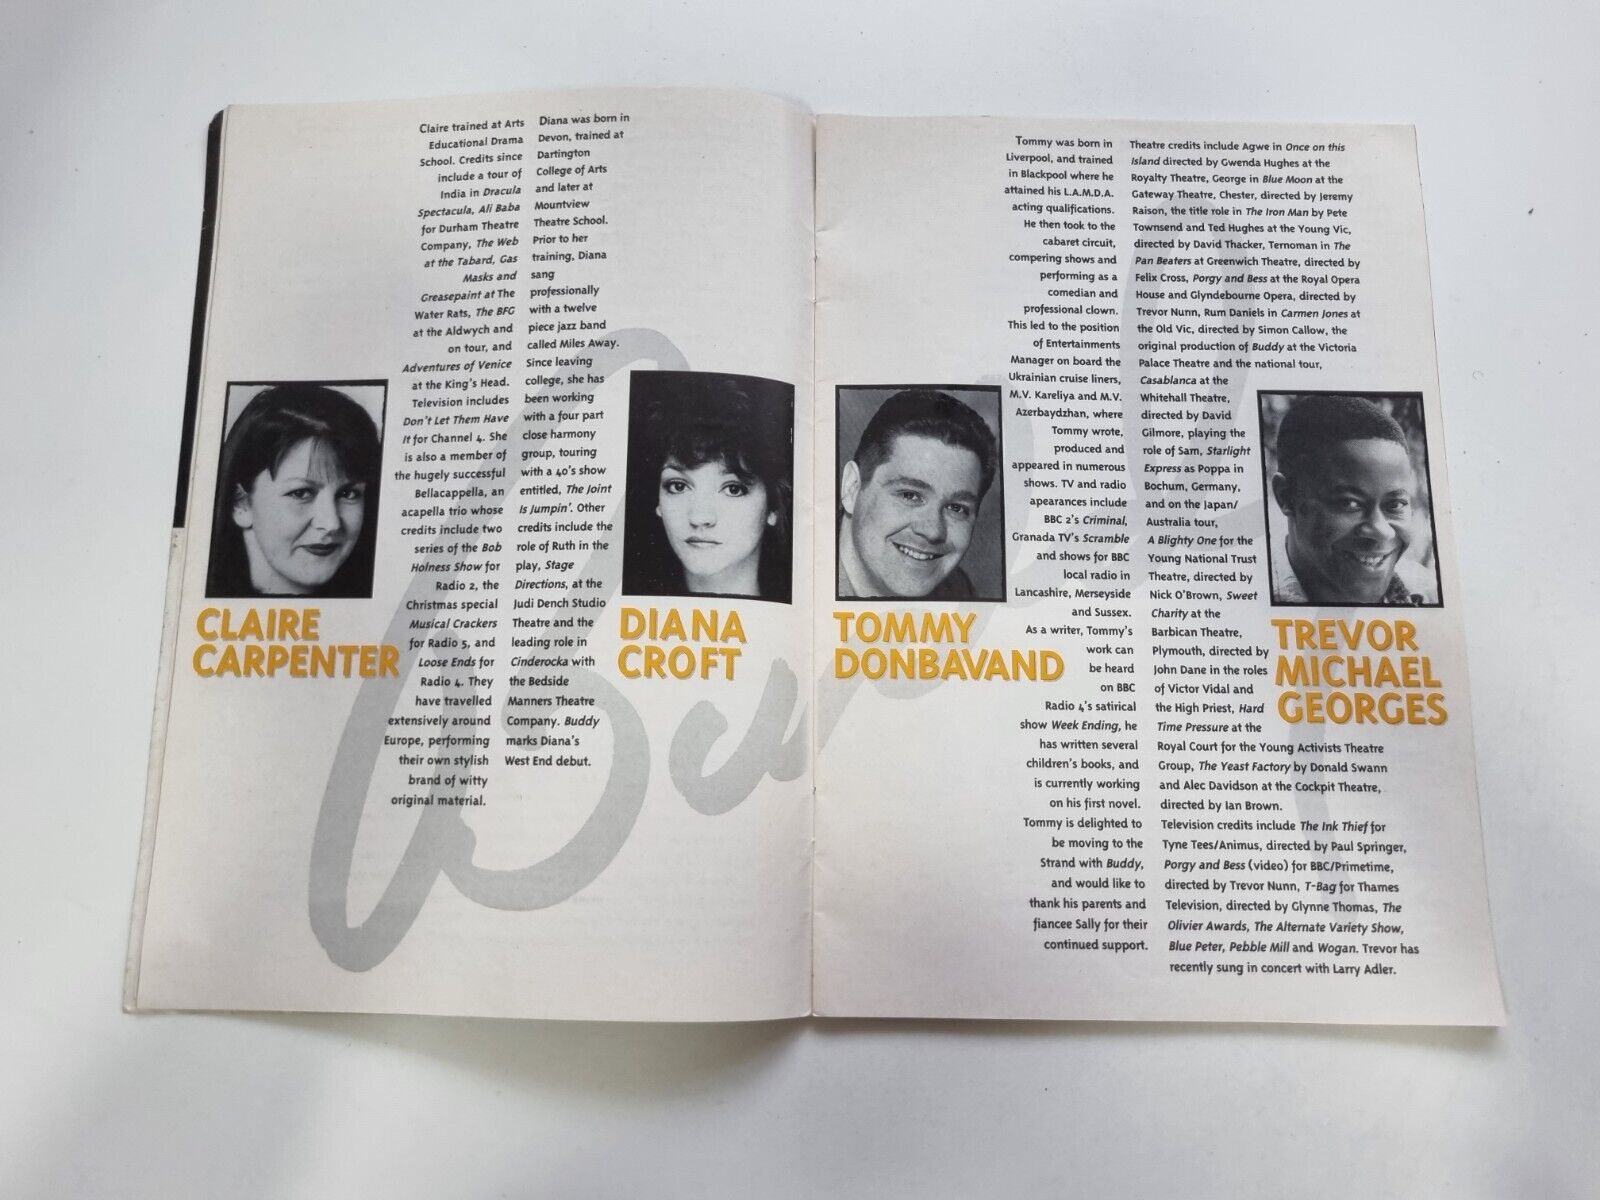 Claire trained at Arts
Educational Drama
School. Credits since
include a tour of
India in Dracula
Spectacula, Ali Baba
for Durham Theatre
Company, The Web
at the Tabard, Gas
Masks and
Greasepaint at The
Water Rats, The BFG
at the Aldwych and
on tour, and
Adventures of Venice
at the King's Head.
Television includes
Don't Let Them Have
It for Channel 4. She
is also a member of
the hugely successful
Bellacappella, an
acapella trio whose
credits include two
series of the Bob
Holness Show for
Radio 2, the
Christmas special
Musical Crackers
for Radio 5, and
Loose Ends for
Radio 4. They
have travelled
extensively around
Europe, performing
their own stylish
brand of witty
original material.
CLAIRE
CARPENTER
Diana was born in
Devon, trained at
Dartington
College of Arts
and later at
Mountview
Theatre School.
Prior to her
training, Diana
sang
professionally
with a twelve
piece jazz band
called Miles Away.
Since leaving
college, she has
been working
with a four part
close harmony
group, touring
with a 40's show
entitled, The Joint
Is Jumpin'. Other
credits include the
role of Ruth in the
play, Stage
Directions, at the
Judi Dench Studio
Theatre and the
leading role in
Cinderocka with
the Bedside
Manners Theatre
Company. Buddy
marks Diana's
West End debut.
DIANA
CROFT
Tommy was born in
Liverpool, and trained
in Blackpool where he
attained his L.A.M.D.A.
acting qualifications.
He then took to the
cabaret circuit,
compering shows and
performing as a
comedian and
professional clown.
This led to the position
of Entertainments
Manager on board the
Ukrainian cruise liners,
M.V. Kareliya and M.V.
Azerbaydzhan, where
Tommy wrote,
produced and
appeared in numerous
shows. TV and radio
apearances include
BBC 2's Criminal,
Granada TV's Scramble
and shows for BBC
local radio in
Lancashire, Merseyside
and Sussex.
As a writer, Tommy's
work can
be heard
on BBC
Radio 4's satirical
show Week Ending, he
has written several
children's books, and
is currently working
on his first novel.
Tommy is delighted to
be moving to the
Strand with Buddy,
and would like to
thank his parents and
fiancee Sally for their
continued support.
TOMMY
DONBAVAND
Theatre credits include Agwe in Once on this
Island directed by Gwenda Hughes at the
Royalty Theatre, George in Blue Moon at the
Gateway Theatre, Chester, directed by Jeremy
Raison, the title role in The Iron Man by Pete
Townsend and Ted Hughes at the Young Vic,
directed by David Thacker, Ternoman in The
Pan Beaters at Greenwich Theatre, directed by
Felix Cross, Porgy and Bess at the Royal Opera
House and Glyndebourne Opera, directed by
Trevor Nunn, Rum Daniels in Carmen Jones at
the Old Vic, directed by Simon Callow, the
original production of Buddy at the Victoria
Palace Theatre and the national tour,
Casablanca at the
Whitehall Theatre,
directed by David
Gilmore, playing the
role of Sam, Starlight
Express as Poppa in
Bochum, Germany,
and on the Japan/
Australia tour,
A Blighty One for the
Young National Trust
Theatre, directed by
Nick O'Brown, Sweet
Charity at the
Barbican Theatre,
Plymouth, directed by
John Dane in the roles
of Victor Vidal and
the High Priest, Hard
Time Pressure at the
Royal Court for the Young Activists Theatre
Group, The Yeast Factory by Donald Swann
and Alec Davidson at the Cockpit Theatre,
directed by Ian Brown.
Television credits include The Ink Thief for
Tyne Tees/Animus, directed by Paul Springer,
Porgy and Bess (video) for BBC/Primetime,
directed by Trevor Nunn, T-Bag for Thames
Television, directed by Glynne Thomas, The
Olivier Awards, The Alternate Variety Show,
Blue Peter, Pebble Mill and Wogan. Trevor has
recently sung in concert with Larry Adler.
TREVOR
MICHAEL
GEORGES